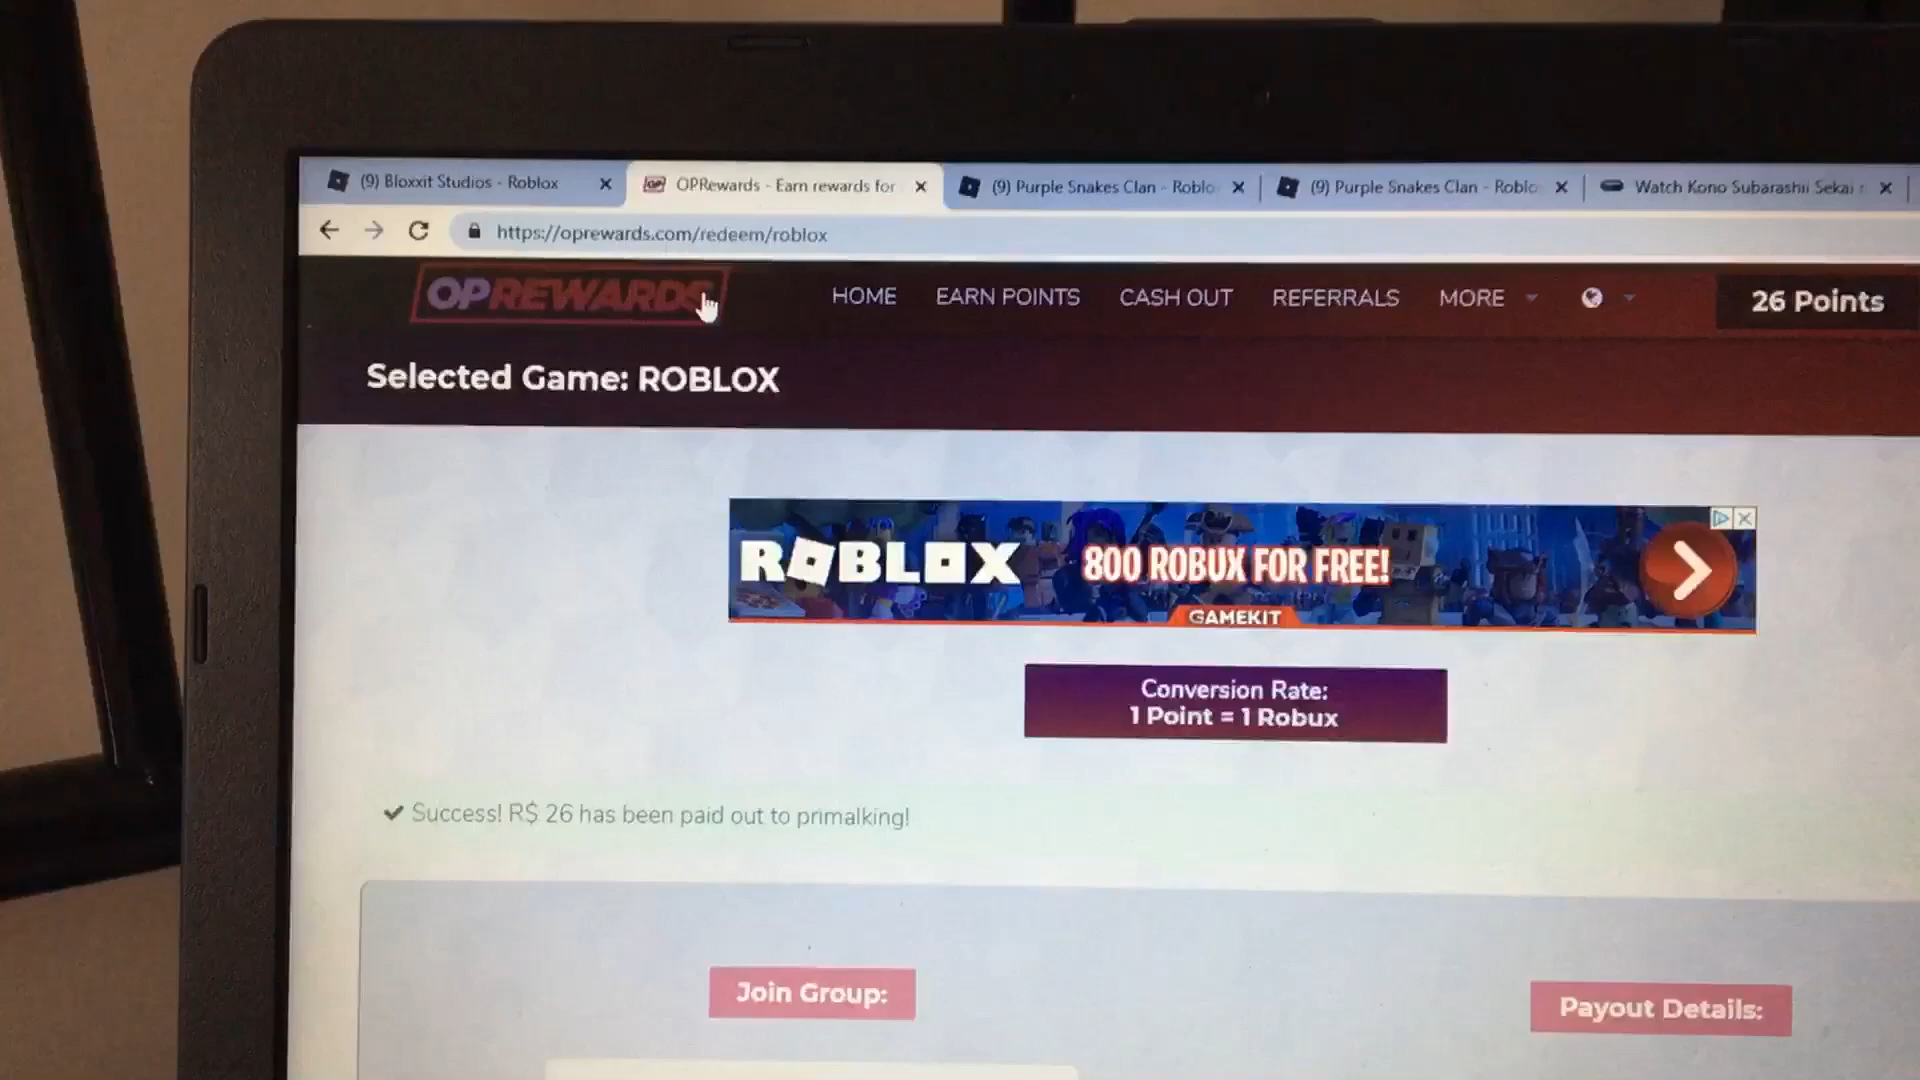 (9) Bloxxit Studios - Roblox
OPRewards - Earn rewards for
(9) Purple Snakes Clan - Roblo
(9) Purple Snakes Clan - Roblo
Watch Kono Subarashii Sekai
https://oprewards.com/redeem/roblox
OPREWARDS
HOME
EARN POINTS
CASH OUT
REFERRALS
MORE
26 Points
Selected Game: ROBLOX
ROBLOX
800 ROBUX FOR FREE!
GAMEKIT
Conversion Rate:
1 Point = 1 Robux
Success! R$ 26 has been paid out to primalking!
Join Group:
Payout Details: